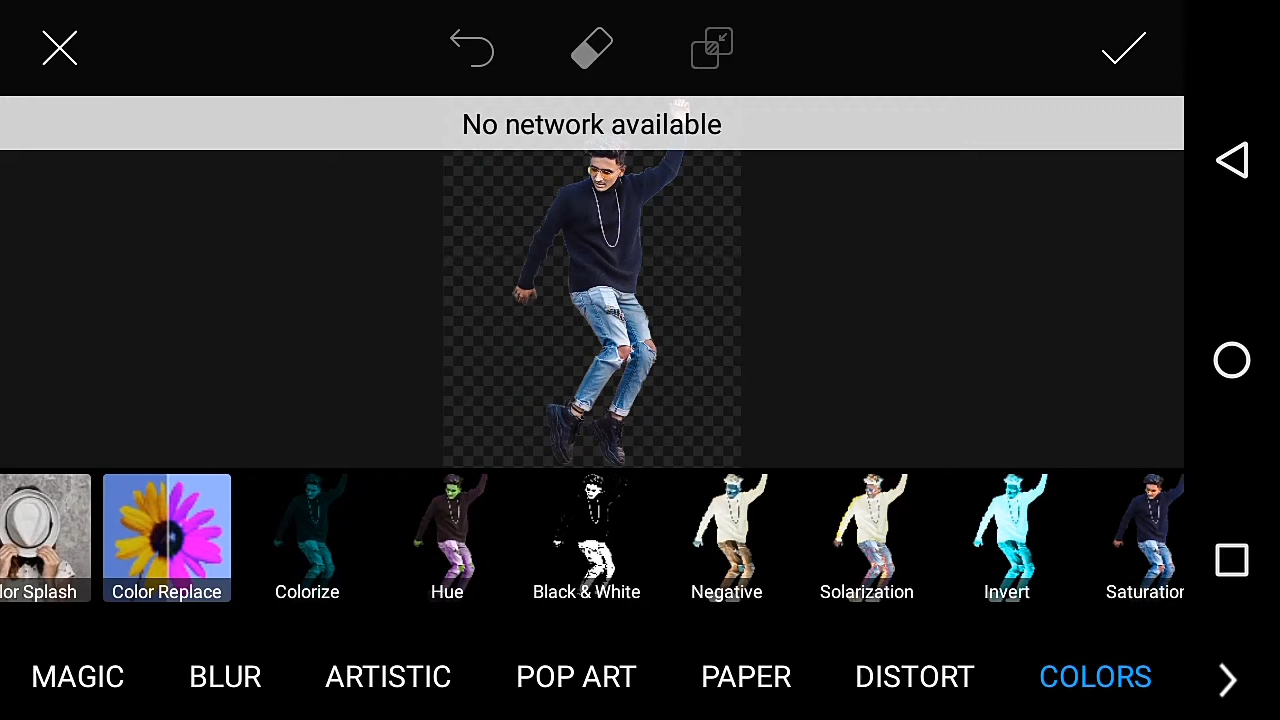 No network available
lor Splash
Color Replace
Colorize
Hue
Black & White
Negative
Solarization
Invert
Saturation
MAGIC
BLUR
ARTISTIC
POP ART
PAPER
DISTORT
COLORS